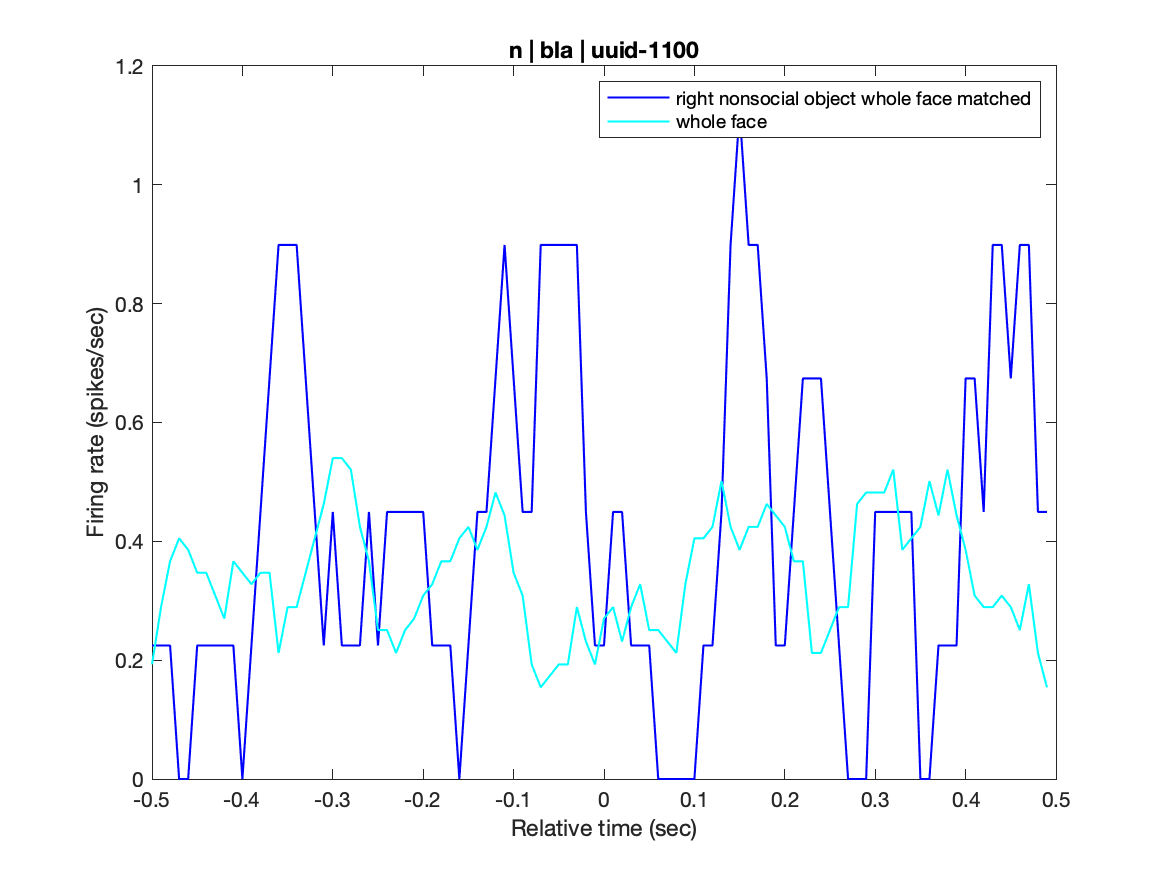 n | bla | uuid-1100
right nonsocial object whole face matched
whole face
1.2
1
0.8
0.6
0.4
0.2
0
Firing rate (spikes/sec)
-0.5 -0.4 -0.3 -0.2 -0.1 0 0.1 0.2 0.3 0.4 0.5
Relative time (sec)